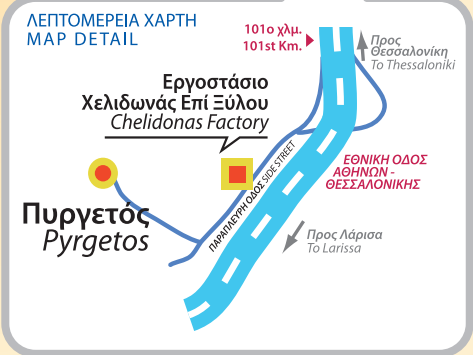 ΛΕΠΤΟΜΕΡΕΙΑ ΧΑΡΤΗ
MAP DETAIL
101ο χλμ.
101st Km.
Προς
Θεσσαλονίκη
To Thessaloniki
Εργοστάσιο
Χελιδωνάς Επί Ξύλου
Chelidonas Factory
ΕΘΝΙΚΗ ΟΔΟΣ
ΑΘΗΝΩΝ -
ΘΕΣΣΑΛΟΝΙΚΗΣ
ΠΑΡΑΠΛΕΥΡΗ ΟΔΟΣ SIDE STREET
Πυργετός
Pyrgetos
Προς Λάρισα
To Larissa